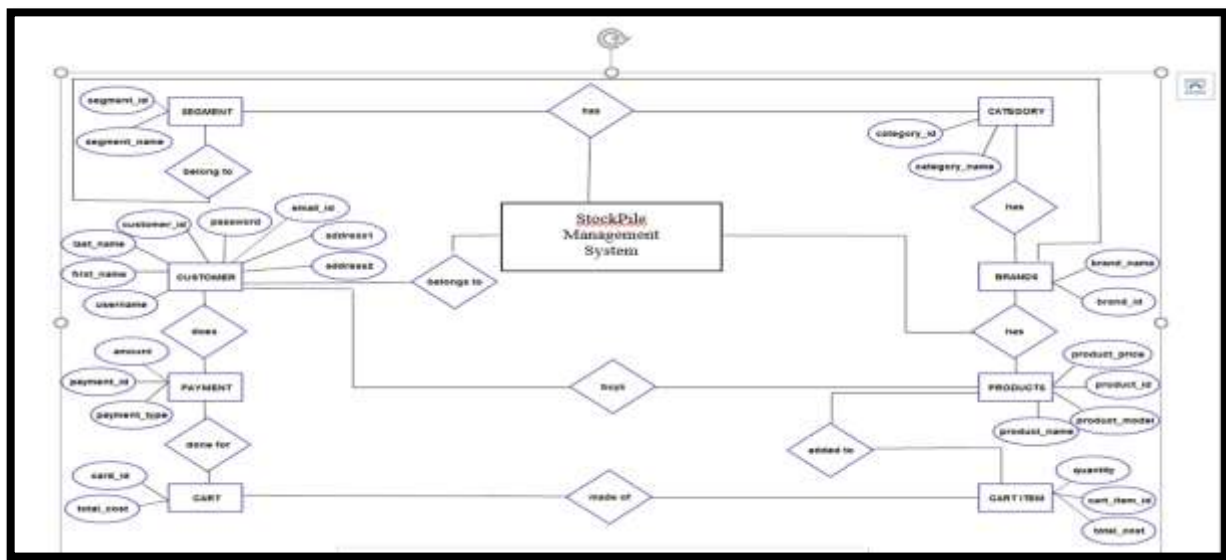 segment_id
SEGMENT
has
CATEGORY
segment_name
category_id
category_name
belong to
has
StockPile
Management
System
customer_id
password
email_id
last_name
address1
first_name
CUSTOMER
address2
username
belongs to
BRANDS
brand_name
brand_id
does
has
amount
payment_id
PAYMENT
payment_type
buys
PRODUCTS
product_price
product_id
product_model
product_name
done for
added to
quantity
CART
total_cost
made of
CART ITEM
cart_item_id
total_cost